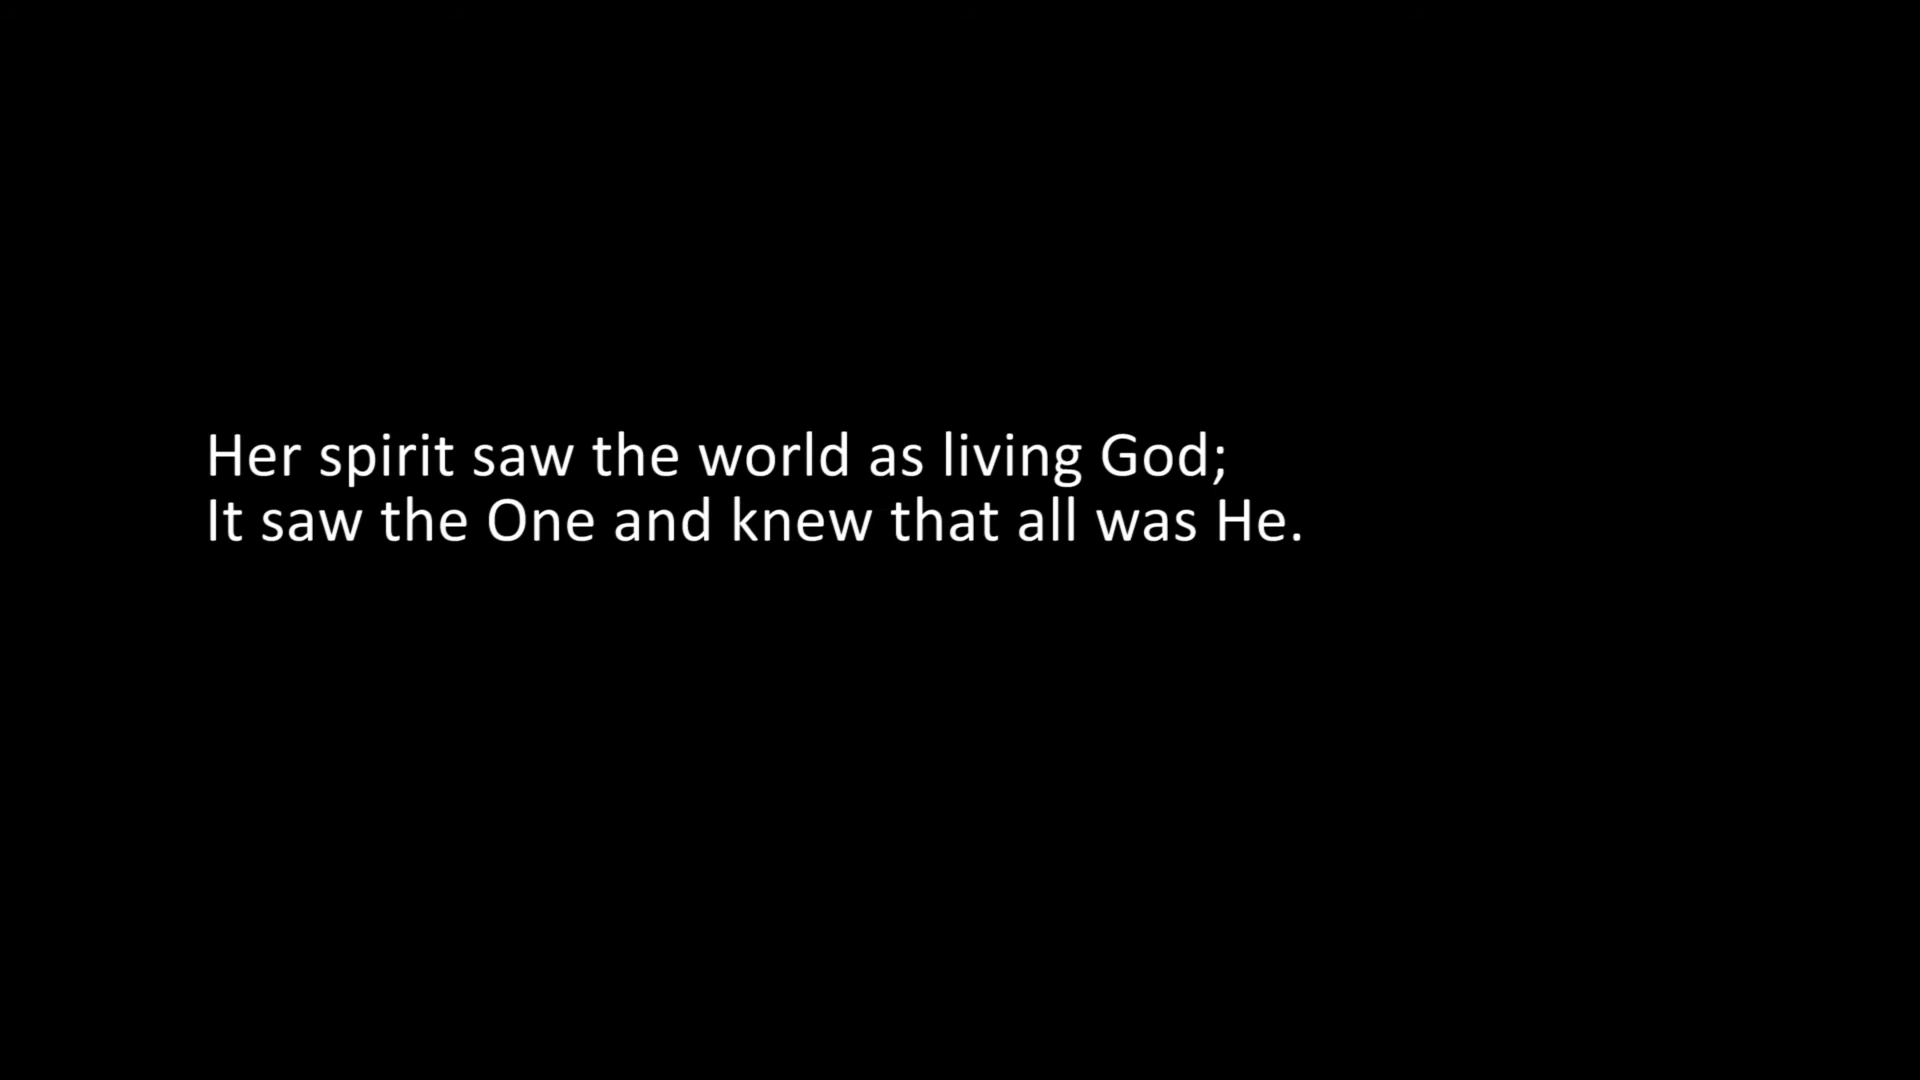 Her spirit saw the world as living God;
It saw the One and knew that all was He.